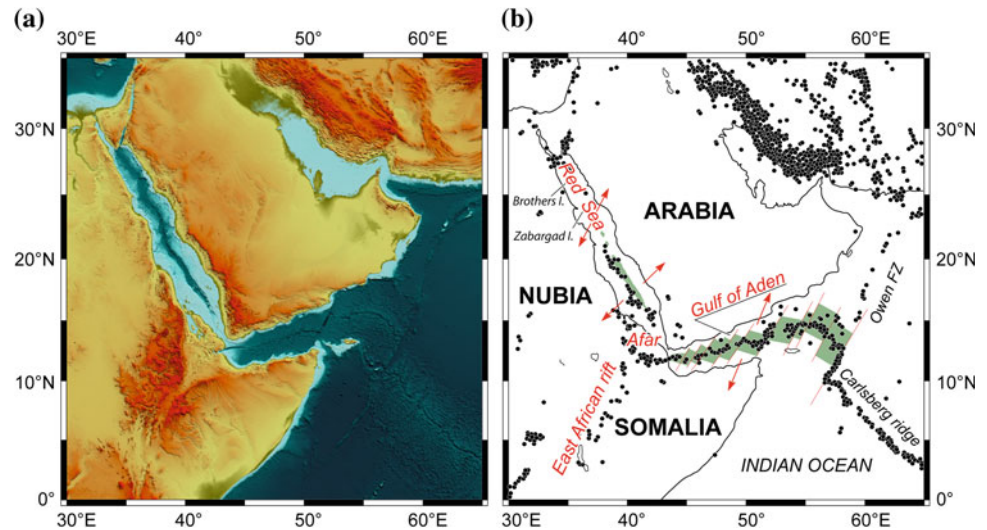 (a)
(b)
30°E 40°E 50°E 60°E
30°E 40°E 50°E 60°E
30°N
20°N
10°N
0°
30°E 40°E 50°E 60°E
30°N
20°N
10°N
0°
30°E 40°E 50°E 60°E
Red Sea
Brothers I.
Zabargad I.
ARABIA
NUBIA
Gulf of Aden
Owen FZ
Afar
East African rift
SOMALIA
Carlsberg ridge
INDIAN OCEAN